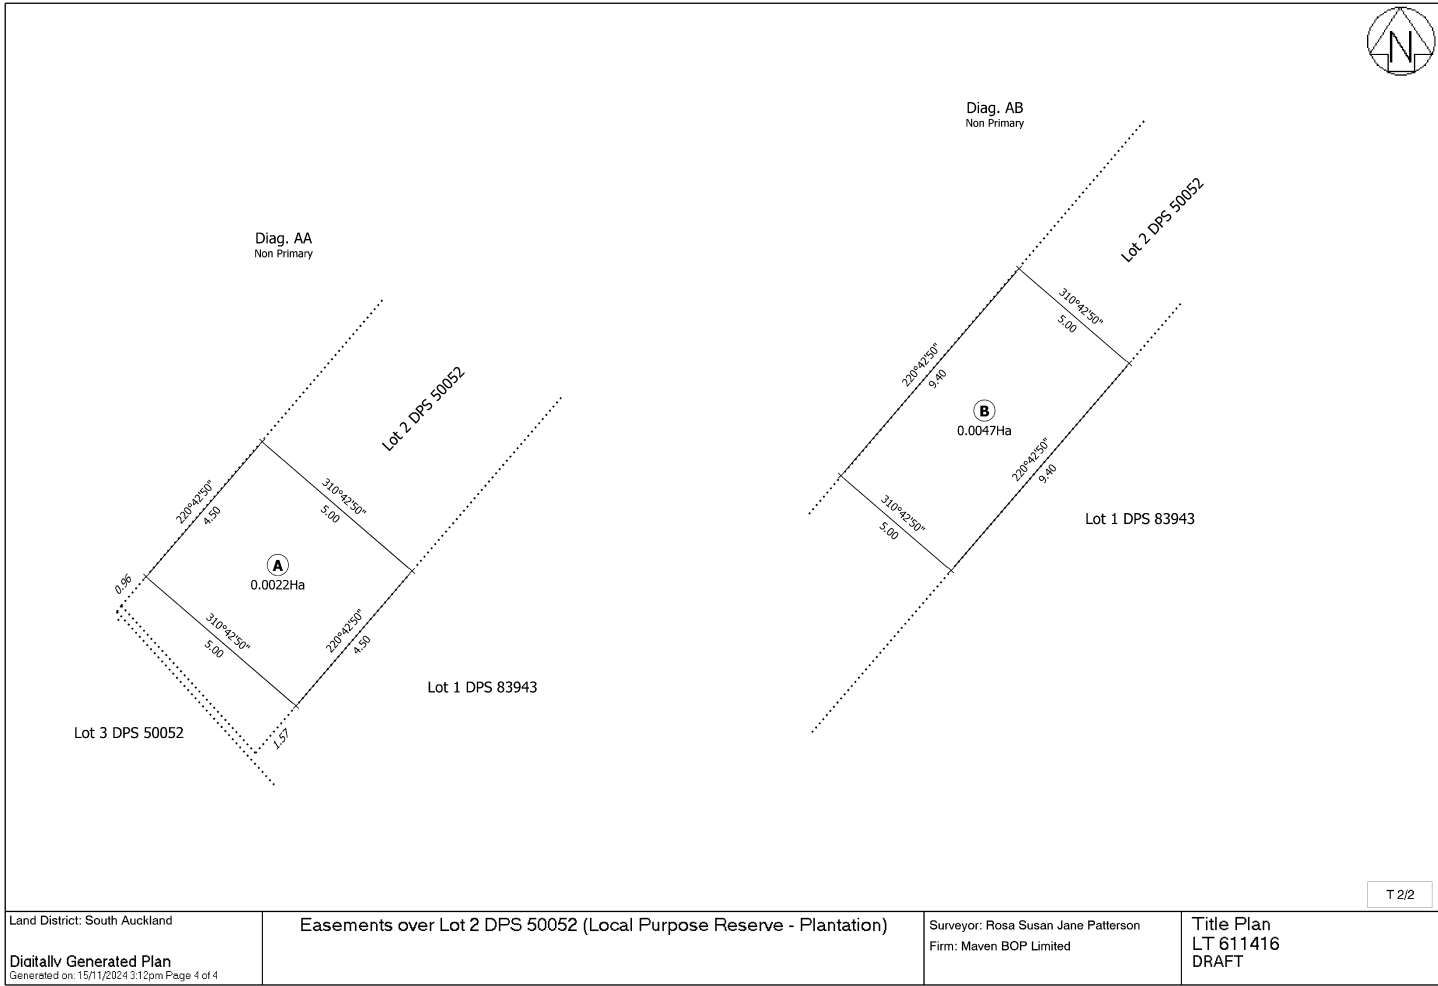 N
Diag. AB
Non Primary
Lot 2 DPS 50052
310°42'50"
5.00
220°42'50"
9.40
B
0.0047Ha
220°42'50"
9.40
310°42'50"
5.00
Lot 1 DPS 83943
Diag. AA
Non Primary
Lot 2 DPS 50052
220°42'50"
4.50
310°42'50"
5.00
A
0.0022Ha
0.96
310°42'50"
5.00
220°42'50"
4.50
Lot 1 DPS 83943
Lot 3 DPS 50052
1.57
T 2/2
Land District: South Auckland
Digitally Generated Plan
Generated on: 15/11/2024 3:12pm Page 4 of 4
Easements over Lot 2 DPS 50052 (Local Purpose Reserve - Plantation)
Surveyor: Rosa Susan Jane Patterson
Firm: Maven BOP Limited
Title Plan
LT 611416
DRAFT